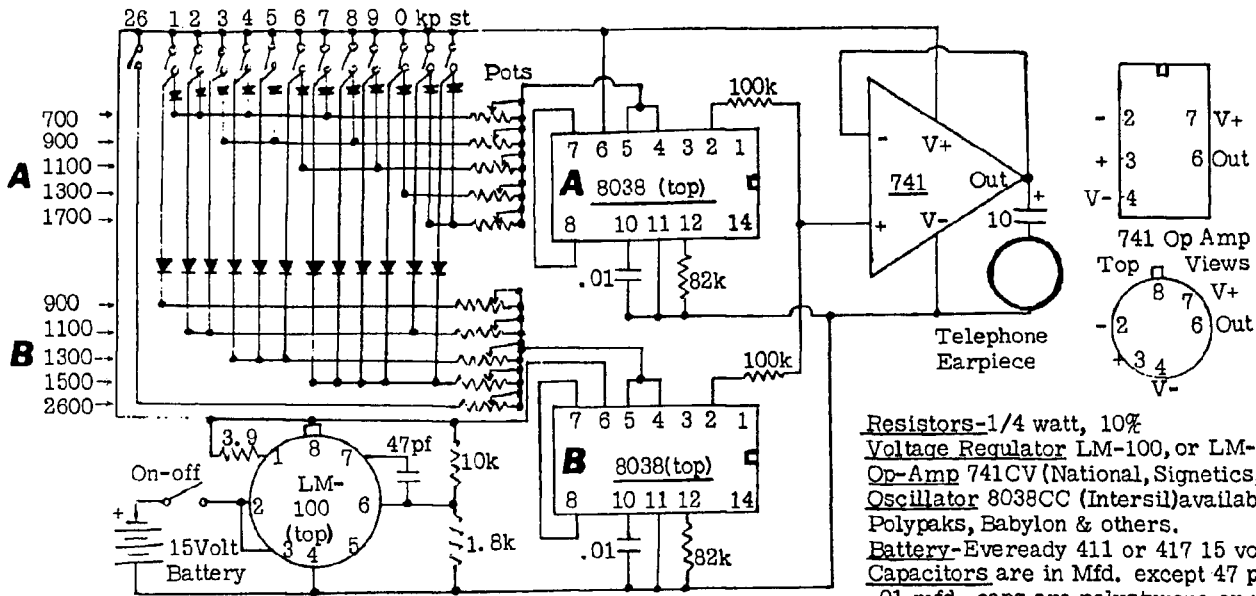 26 1 2 3 4 5 6 7 8 9 0 kp st
Pots
700
900
1100
1300
1700
A
900
1100
1300
1500
2600
B
7 6 5 4 3 2 1
A 8038 (top)
8 10 11 12 14
.01
82k
100k
741
-
+
V+
V-
Out
+
10
Telephone
Earpiece
- 2 7 V+
+ 3 6 Out
V- 4
741 Op Amp
Top Views
8 7 V+
- 2 6 Out
+ 3 4
V-
100k
7 6 5 4 3 2 1
B 8038(top)
8 10 11 12 14
.01
82k
On-off
+
15Volt
Battery
3.9
1 8 7
LM-
2 100 6
(top)
3 4 5
47pf
10k
1.8k
Resistors-1/4 watt, 10%
Voltage Regulator LM-100, or LM-
Op-Amp 741CV (National, Signetics,
Oscillator 8038CC (Intersil)availab
Polypaks, Babylon & others.
Battery-Eveready 411 or 417 15 vo
Capacitors are in Mfd. except 47 p
.01 mfd. caps are polystyrene or